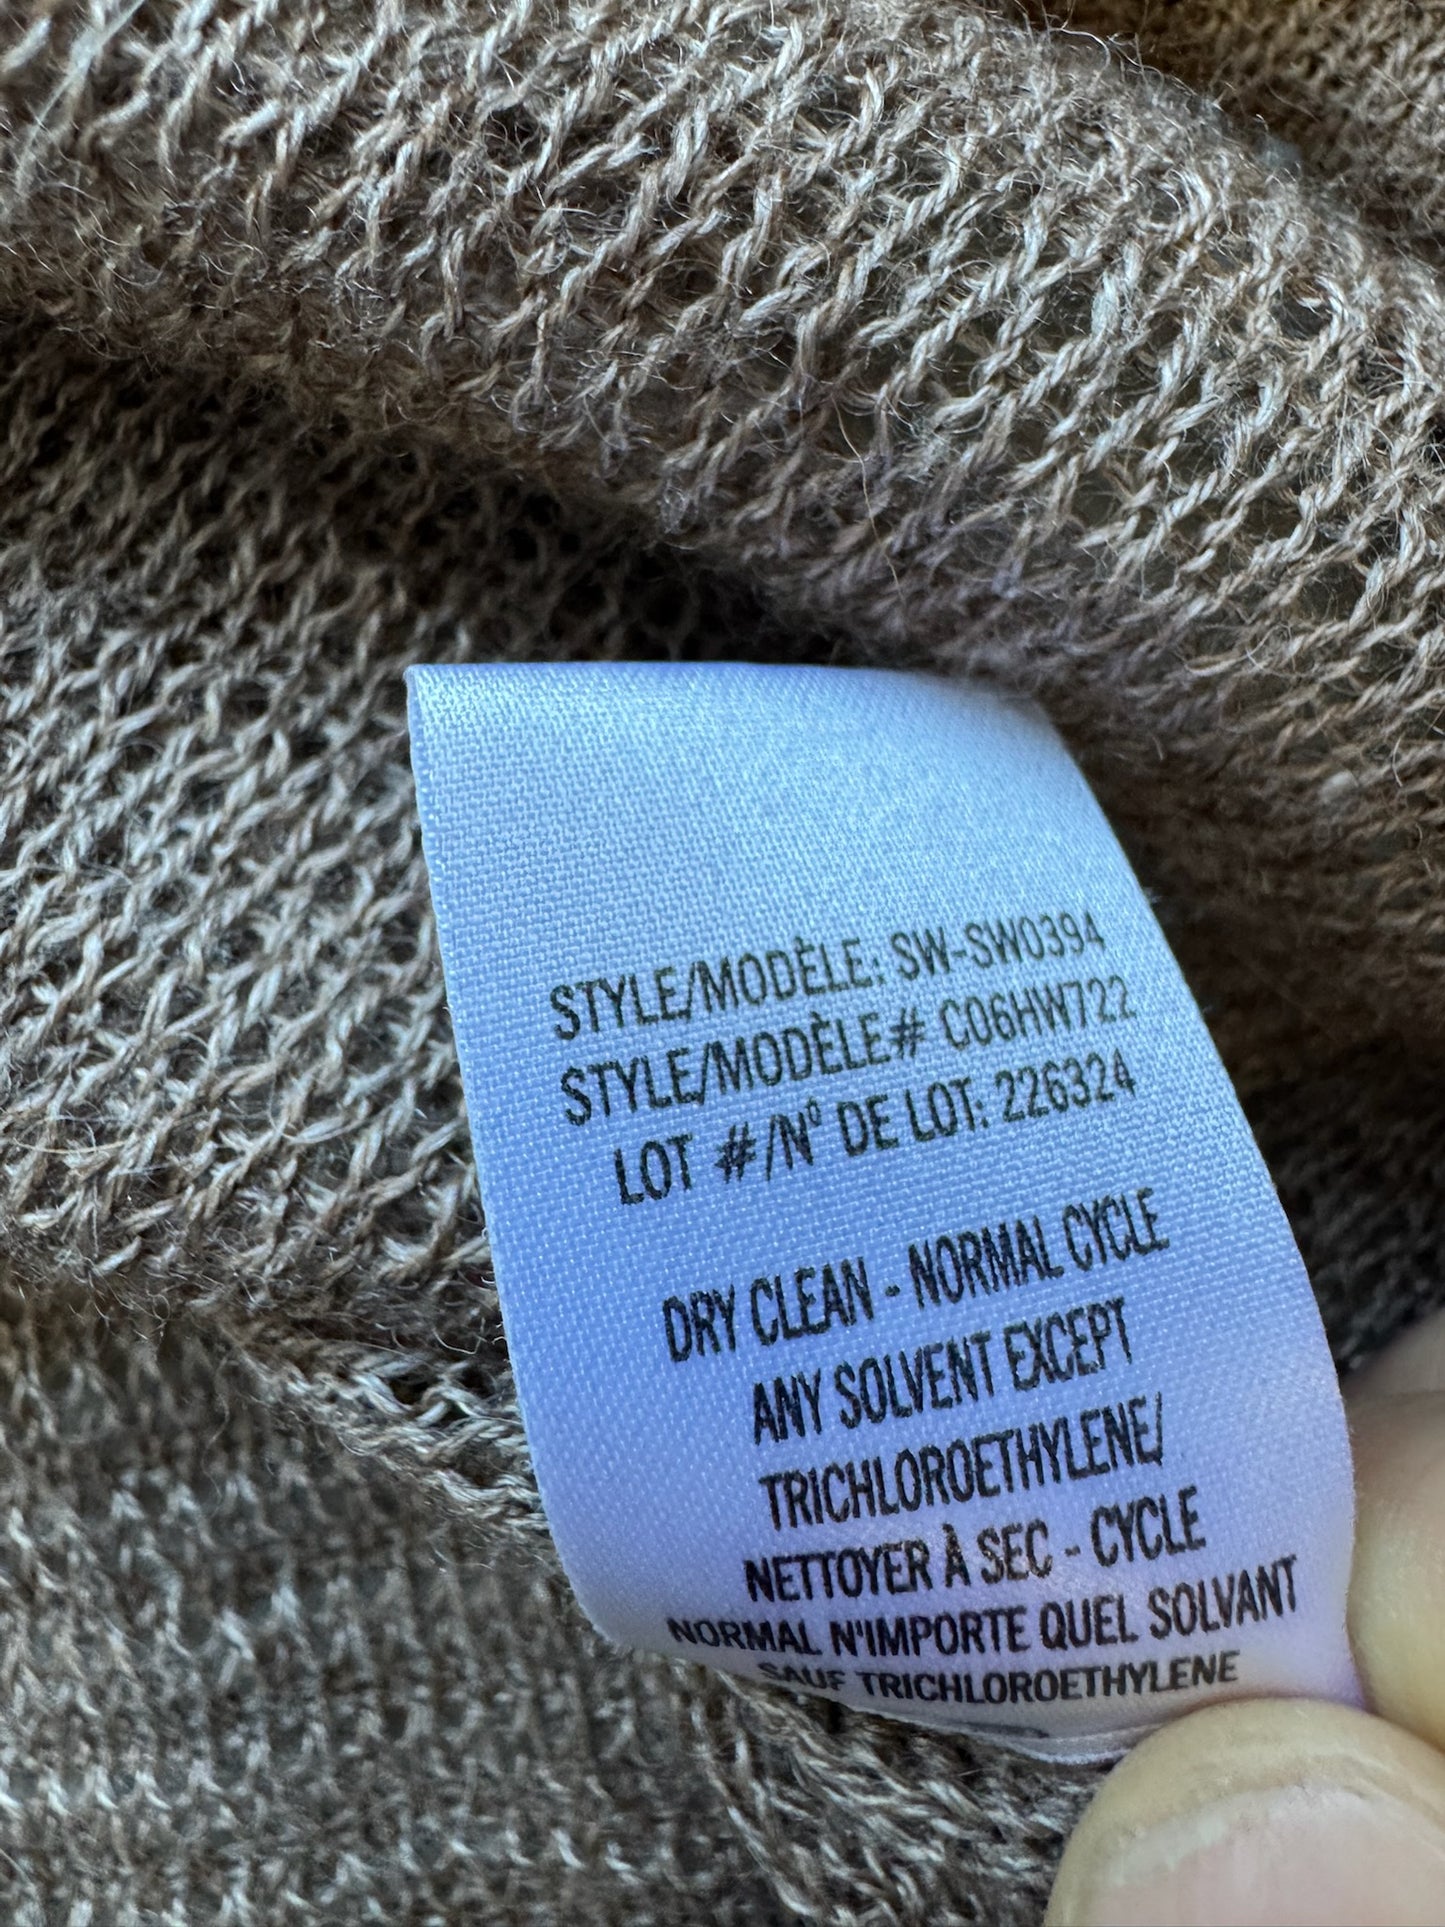 STYLE/MODÈLE: SW-SW0394
STYLE/MODÈLE# C06HW722
LOT #/N° DE LOT: 226324
DRY CLEAN - NORMAL CYCLE
ANY SOLVENT EXCEPT
TRICHLOROETHYLENE/
NETTOYER À SEC - CYCLE
NORMAL N'IMPORTE QUEL SOLVANT
SAUF TRICHLOROETHYLENE